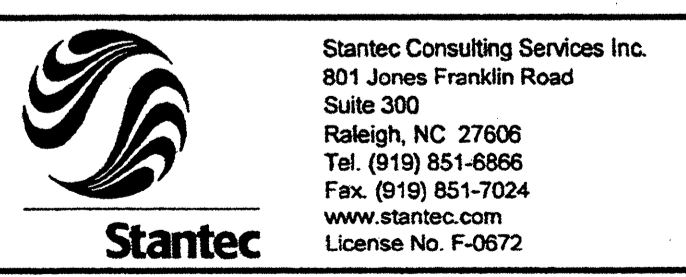 Stantec
Stantec Consulting Services Inc.
801 Jones Franklin Road
Suite 300
Raleigh, NC 27606
Tel. (919) 851-6866
Fax. (919) 851-7024
www.stantec.com
License No. F-0672